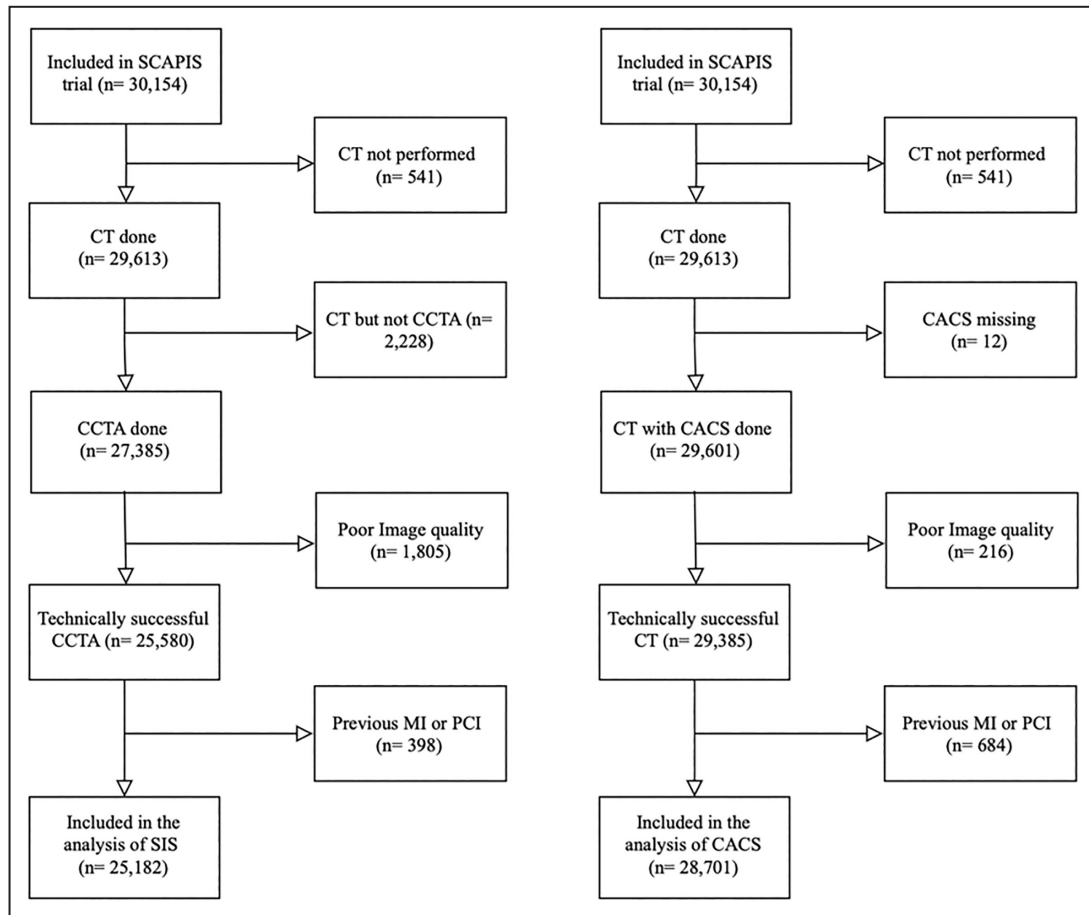 Included in SCAPIS
trial (n= 30,154)
CT not performed
(n= 541)
CT done
(n= 29,613)
CT but not CCTA (n=
2,228)
CCTA done
(n= 27,385)
Poor Image quality
(n= 1,805)
Technically successful
CCTA (n= 25,580)
Previous MI or PCI
(n= 398)
Included in the
analysis of SIS
(n= 25,182)
Included in SCAPIS
trial (n= 30,154)
CT not performed
(n= 541)
CT done
(n= 29,613)
CACS missing
(n= 12)
CT with CACS done
(n= 29,601)
Poor Image quality
(n= 216)
Technically successful
CT (n= 29,385)
Previous MI or PCI
(n= 684)
Included in the
analysis of CACS
(n= 28,701)